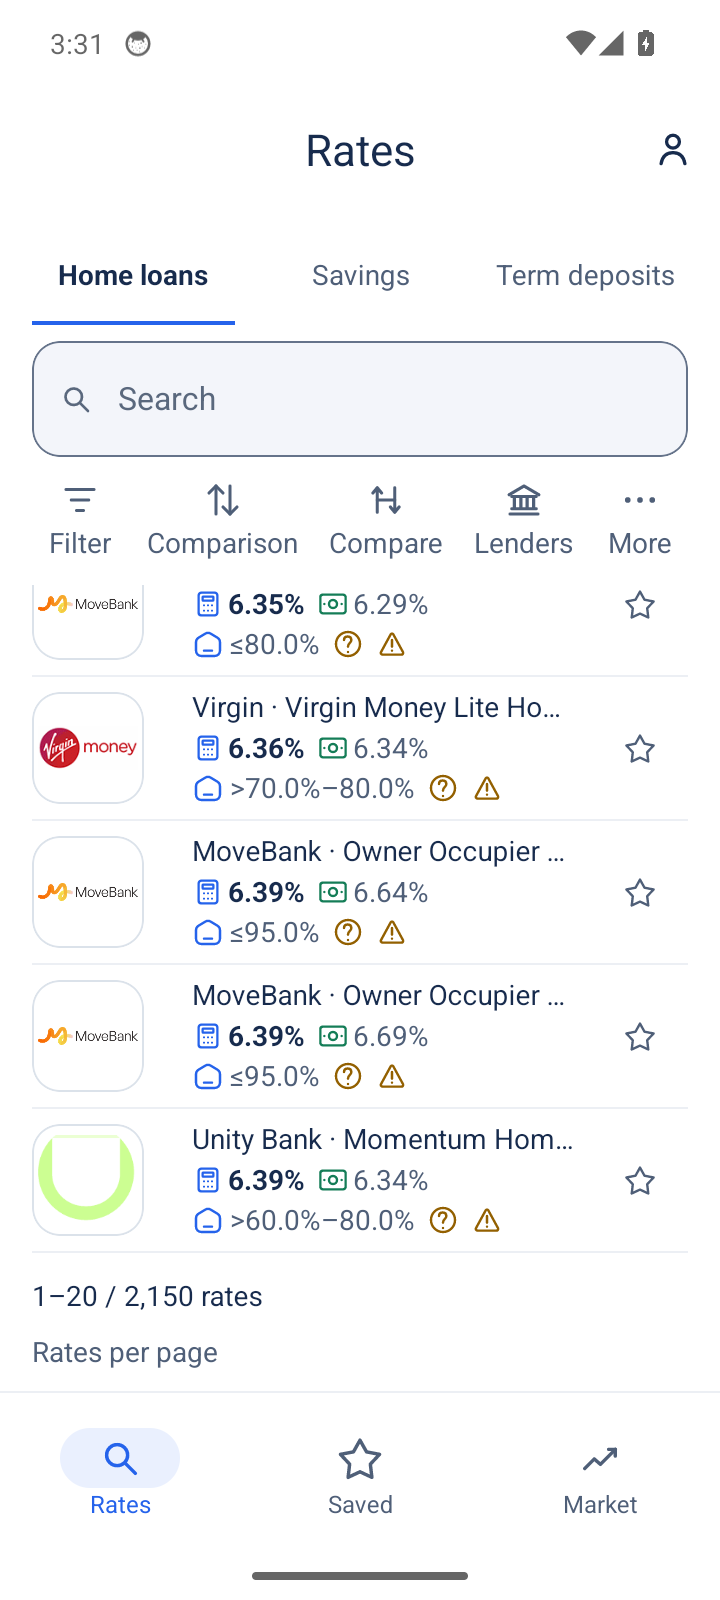 3:31
Rates
Home loans
Savings
Term deposits
Search
Filter
Comparison
Compare
Lenders
More
MoveBank
6.35% 6.29%
≤80.0%
Virgin money
Virgin · Virgin Money Lite Ho...
6.36% 6.34%
>70.0%–80.0%
MoveBank
MoveBank · Owner Occupier ...
6.39% 6.64%
≤95.0%
MoveBank
MoveBank · Owner Occupier ...
6.39% 6.69%
≤95.0%
Unity Bank · Momentum Hom...
6.39% 6.34%
>60.0%–80.0%
1–20 / 2,150 rates
Rates per page
Rates
Saved
Market